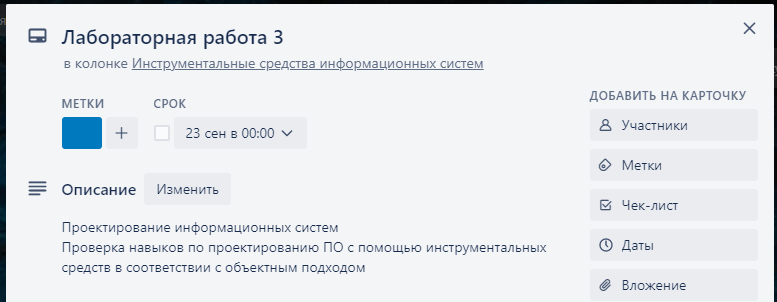 Лабораторная работа 3
в колонке Инструментальные средства информационных систем
МЕТКИ
СРОК
23 сен в 00:00
Описание
Изменить
Проектирование информационных систем
Проверка навыков по проектированию ПО с помощью инструментальных
средств в соответствии с объектным подходом
ДОБАВИТЬ НА КАРТОЧКУ
Участники
Метки
Чек-лист
Даты
Вложение